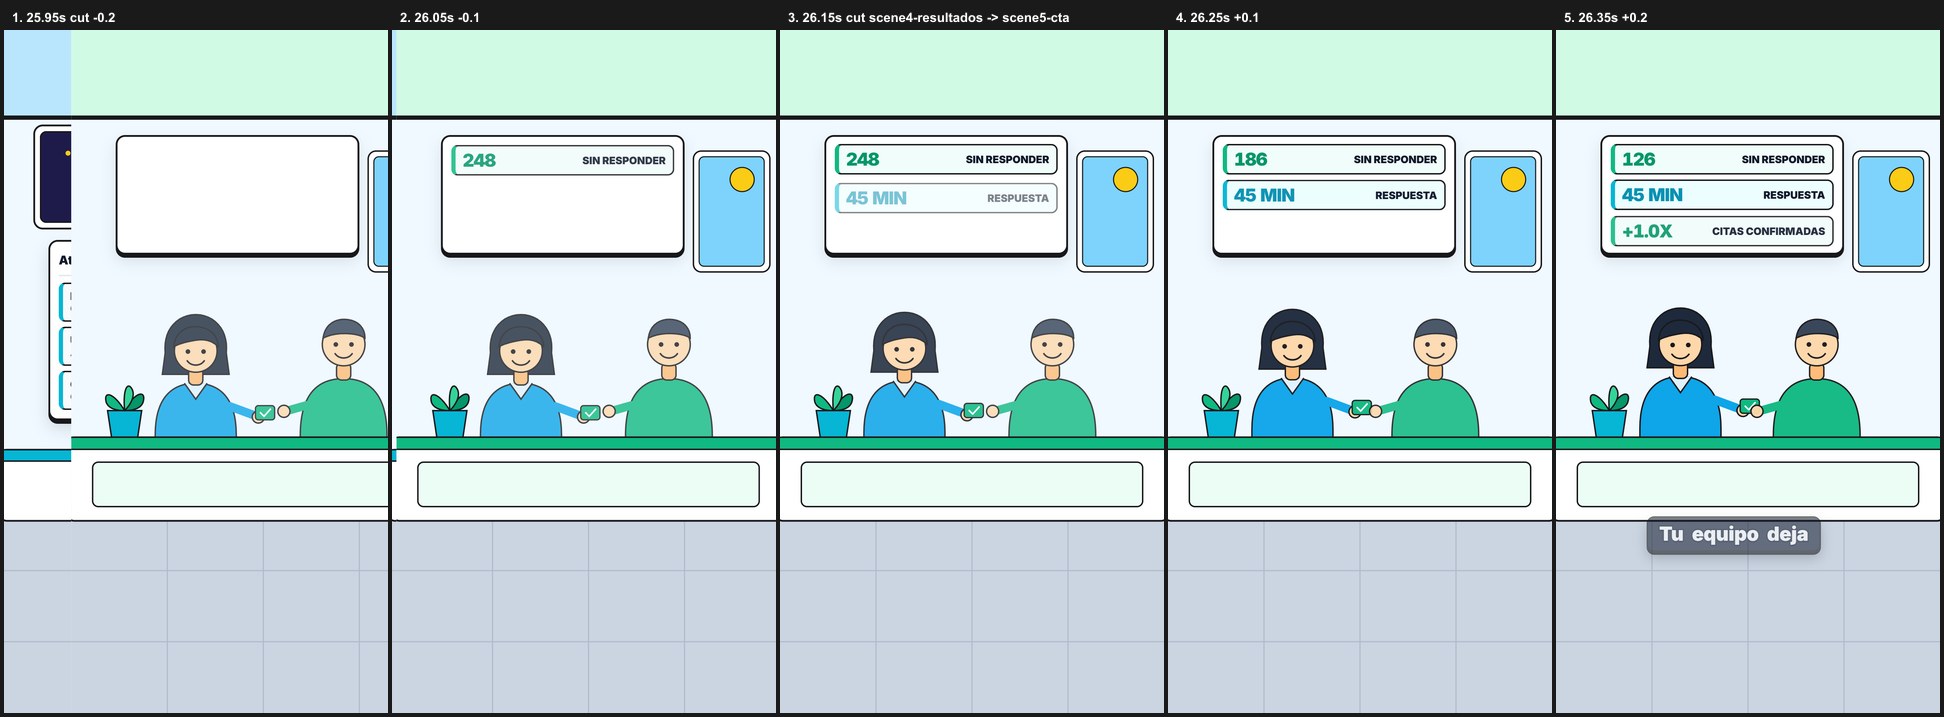 1. 25.95s cut -0.2
2. 26.05s -0.1
3. 26.15s cut scene4-resultados -> scene5-cta
4. 26.25s +0.1
5. 26.35s +0.2
248 SIN RESPONDER
248 SIN RESPONDER
45 MIN RESPUESTA
186 SIN RESPONDER
45 MIN RESPUESTA
126 SIN RESPONDER
45 MIN RESPUESTA
+1.0X CITAS CONFIRMADAS
Tu equipo deja